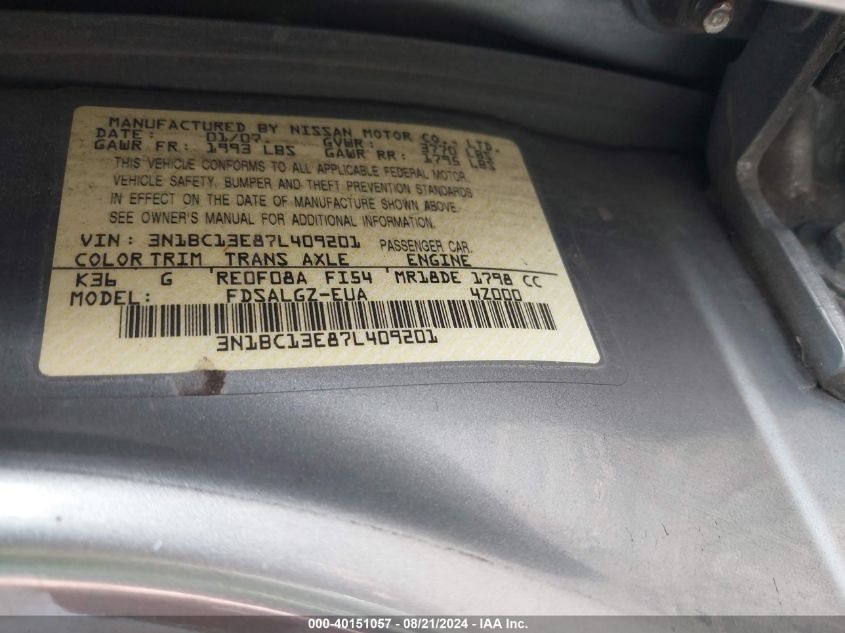 MANUFACTURED BY NISSAN MOTOR CO., LTD.
DATE: 01/07. GVWR: 3770 LBS
GAWR FR: 1993 LBS GAWR RR: 1795 LBS
THIS VEHICLE CONFORMS TO ALL APPLICABLE FEDERAL MOTOR
VEHICLE SAFETY, BUMPER AND THEFT PREVENTION STANDARDS
IN EFFECT ON THE DATE OF MANUFACTURE SHOWN ABOVE.
SEE OWNER'S MANUAL FOR ADDITIONAL INFORMATION.
VIN: 3N1BC13E87L409201 PASSENGER CAR.
COLOR TRIM TRANS AXLE ENGINE
K36 G RE0F08A FI54 MR18DE 1798 CC
MODEL: FDSALGZ-EUA 4Z000
3N1BC13E87L409201
000-40151057 - 08/21/2024 - IAA Inc.